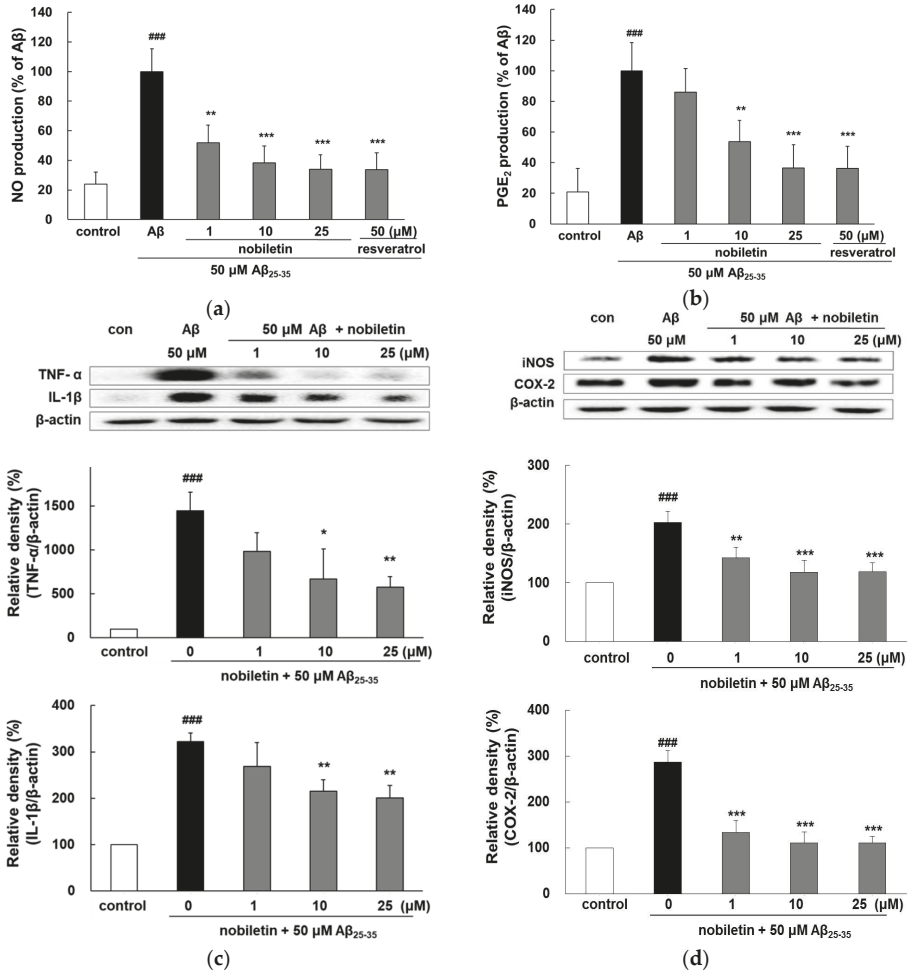 NO production (% of Aβ)
140
120
100
80
60
40
20
0
###
**
***
***
***
control Aβ 1 10 25 50 (μM)
nobiletin resveratrol
50 μM Aβ25-35
(a)
PGE2 production (% of Aβ)
140
120
100
80
60
40
20
0
###
**
***
***
control Aβ 1 10 25 50 (μM)
nobiletin resveratrol
50 μM Aβ25-35
(b)
con Aβ 50 μM Aβ + nobiletin
50 μM 1 10 25 (μM)
TNF- α
IL-1β
β-actin
Relative density (%)
(TNF-α/β-actin)
1500
1000
500
0
###
*
**
control 0 1 10 25 (μM)
nobiletin + 50 μM Aβ25-35
Relative density (%)
(IL-1β/β-actin)
400
300
200
100
0
###
**
**
control 0 1 10 25 (μM)
nobiletin + 50 μM Aβ25-35
(c)
con Aβ 50 μM Aβ + nobiletin
50 μM 1 10 25 (μM)
iNOS
COX-2
β-actin
Relative density (%)
(iNOS/β-actin)
300
200
100
0
###
**
***
***
control 0 1 10 25 (μM)
nobiletin + 50 μM Aβ25-35
Relative density (%)
(COX-2/β-actin)
400
300
200
100
0
###
***
***
***
control 0 1 10 25 (μM)
nobiletin + 50 μM Aβ25-35
(d)